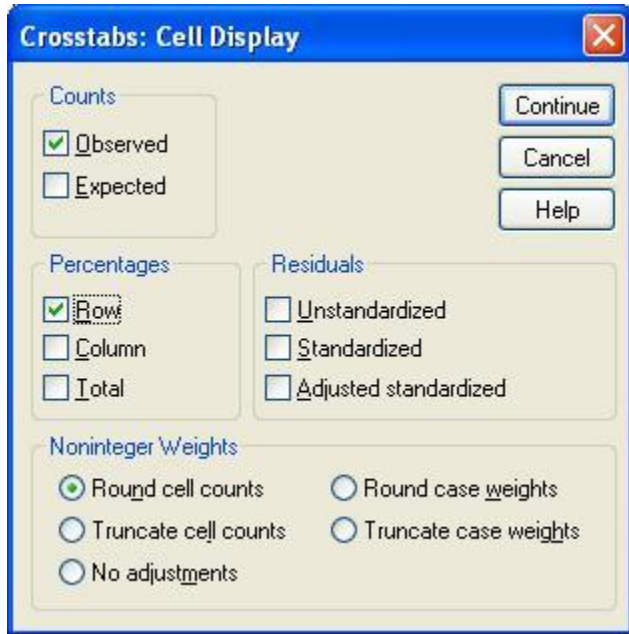 Crosstabs: Cell Display
Counts
Observed
Expected
Continue
Cancel
Help
Percentages
Row
Column
Total
Residuals
Unstandardized
Standardized
Adjusted standardized
Noninteger Weights
Round cell counts
Round case weights
Truncate cell counts
Truncate case weights
No adjustments